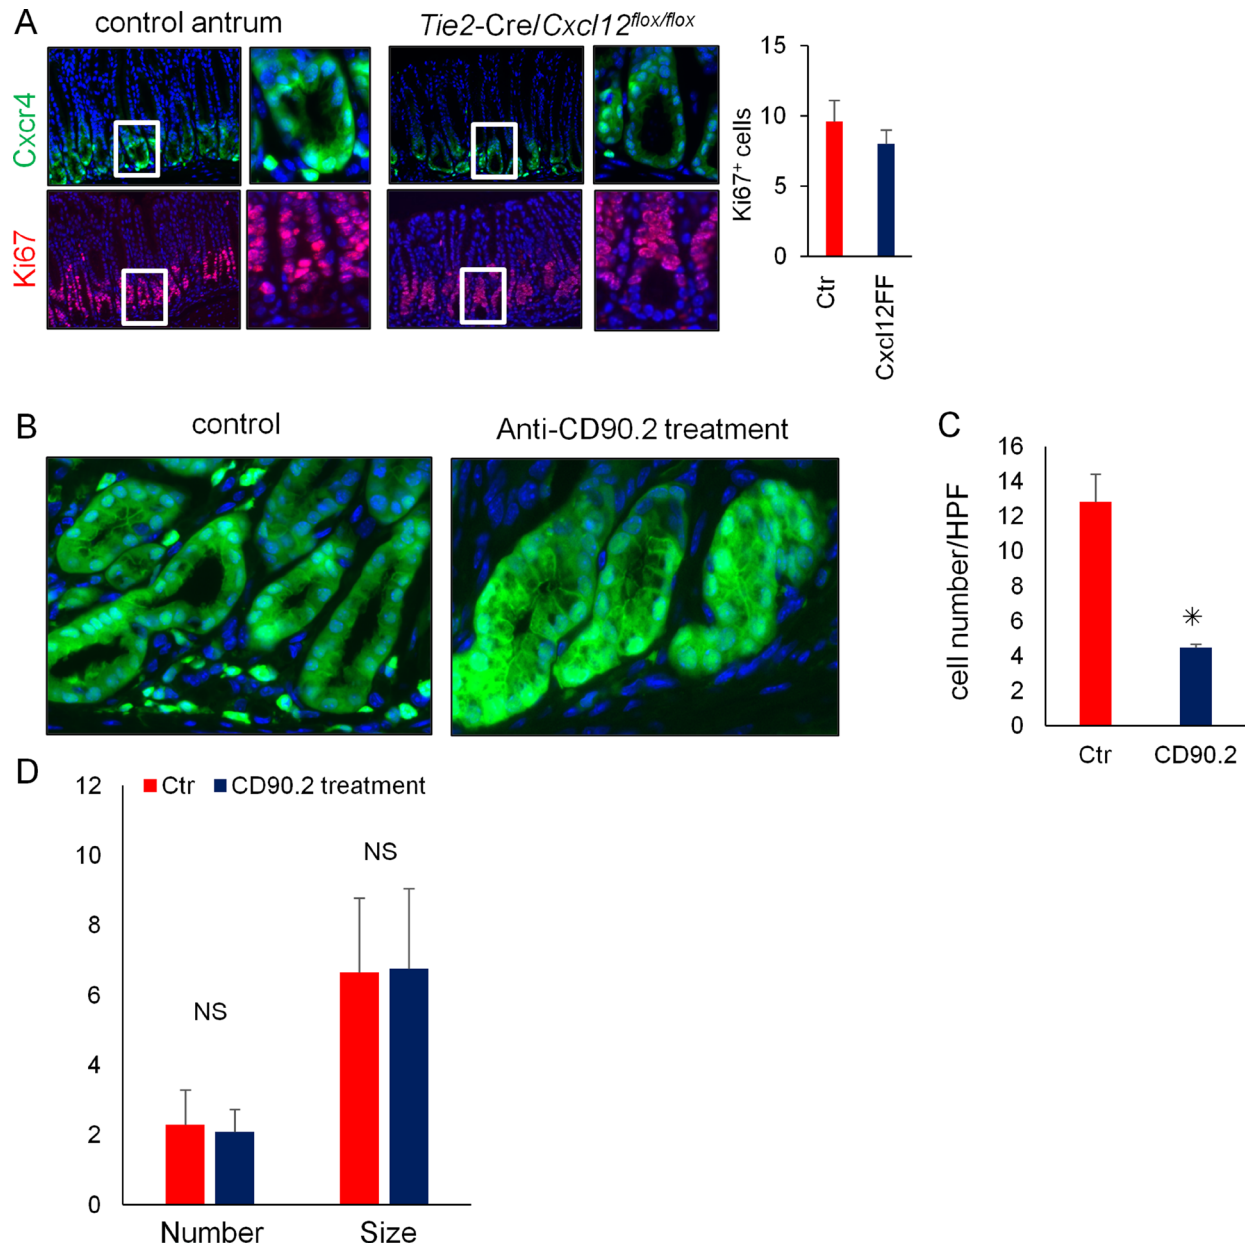 A
control antrum
Tie2-Cre/Cxcl12flox/flox
Cxcr4
Ki67
Ki67+ cells
15
10
5
0
Ctr
Cxcl12FF
B
control
Anti-CD90.2 treatment
C
cell number/HPF
16
14
12
10
8
6
4
2
0
*
Ctr
CD90.2
D
Ctr
CD90.2 treatment
12
10
8
6
4
2
0
NS
NS
Number
Size